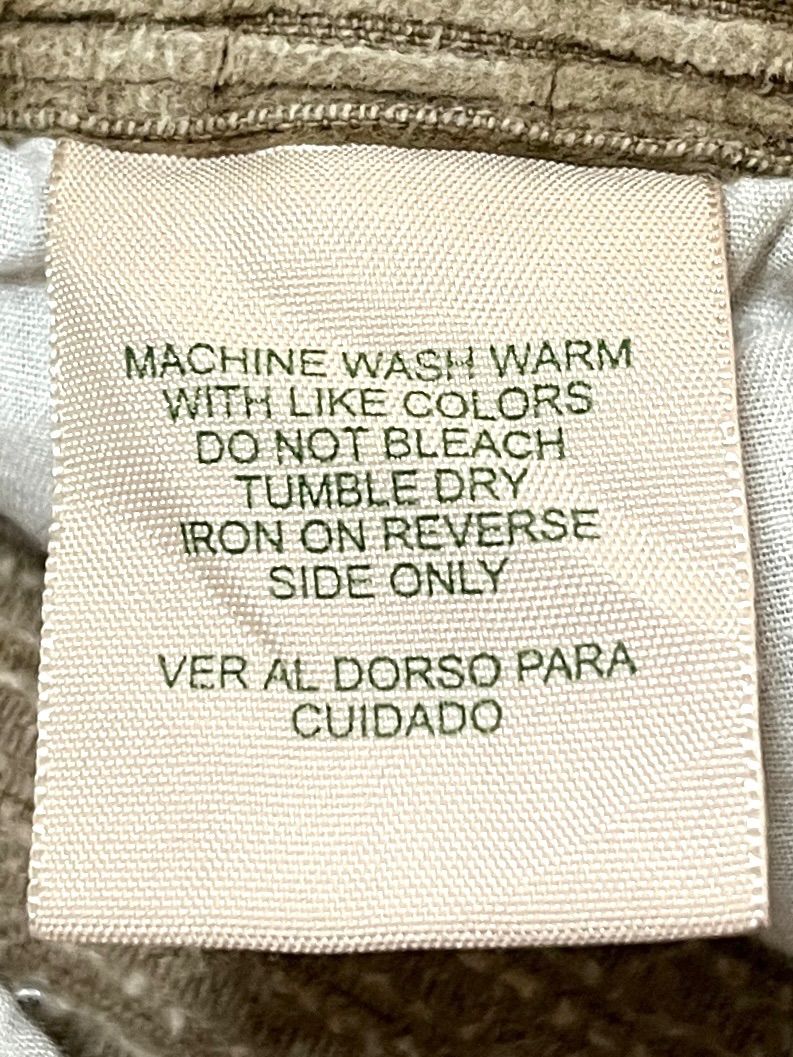 MACHINE WASH WARM
WITH LIKE COLORS
DO NOT BLEACH
TUMBLE DRY
IRON ON REVERSE
SIDE ONLY
VER AL DORSO PARA
CUIDADO